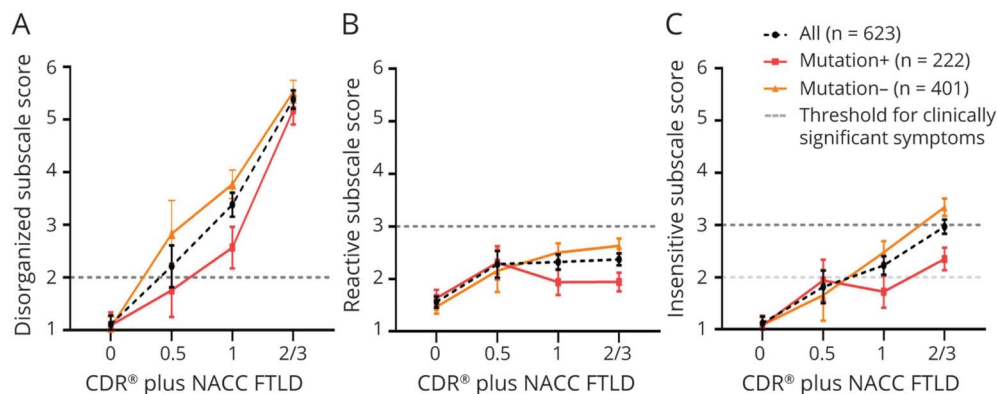 A
B
C
All (n = 623)
Mutation+ (n = 222)
Mutation– (n = 401)
Threshold for clinically
significant symptoms
Disorganized subscale score
6
5
4
3
2
1
0
0.5
1
2/3
CDR® plus NACC FTLD
Reactive subscale score
6
5
4
3
2
1
0
0.5
1
2/3
CDR® plus NACC FTLD
Insensitive subscale score
6
5
4
3
2
1
0
0.5
1
2/3
CDR® plus NACC FTLD